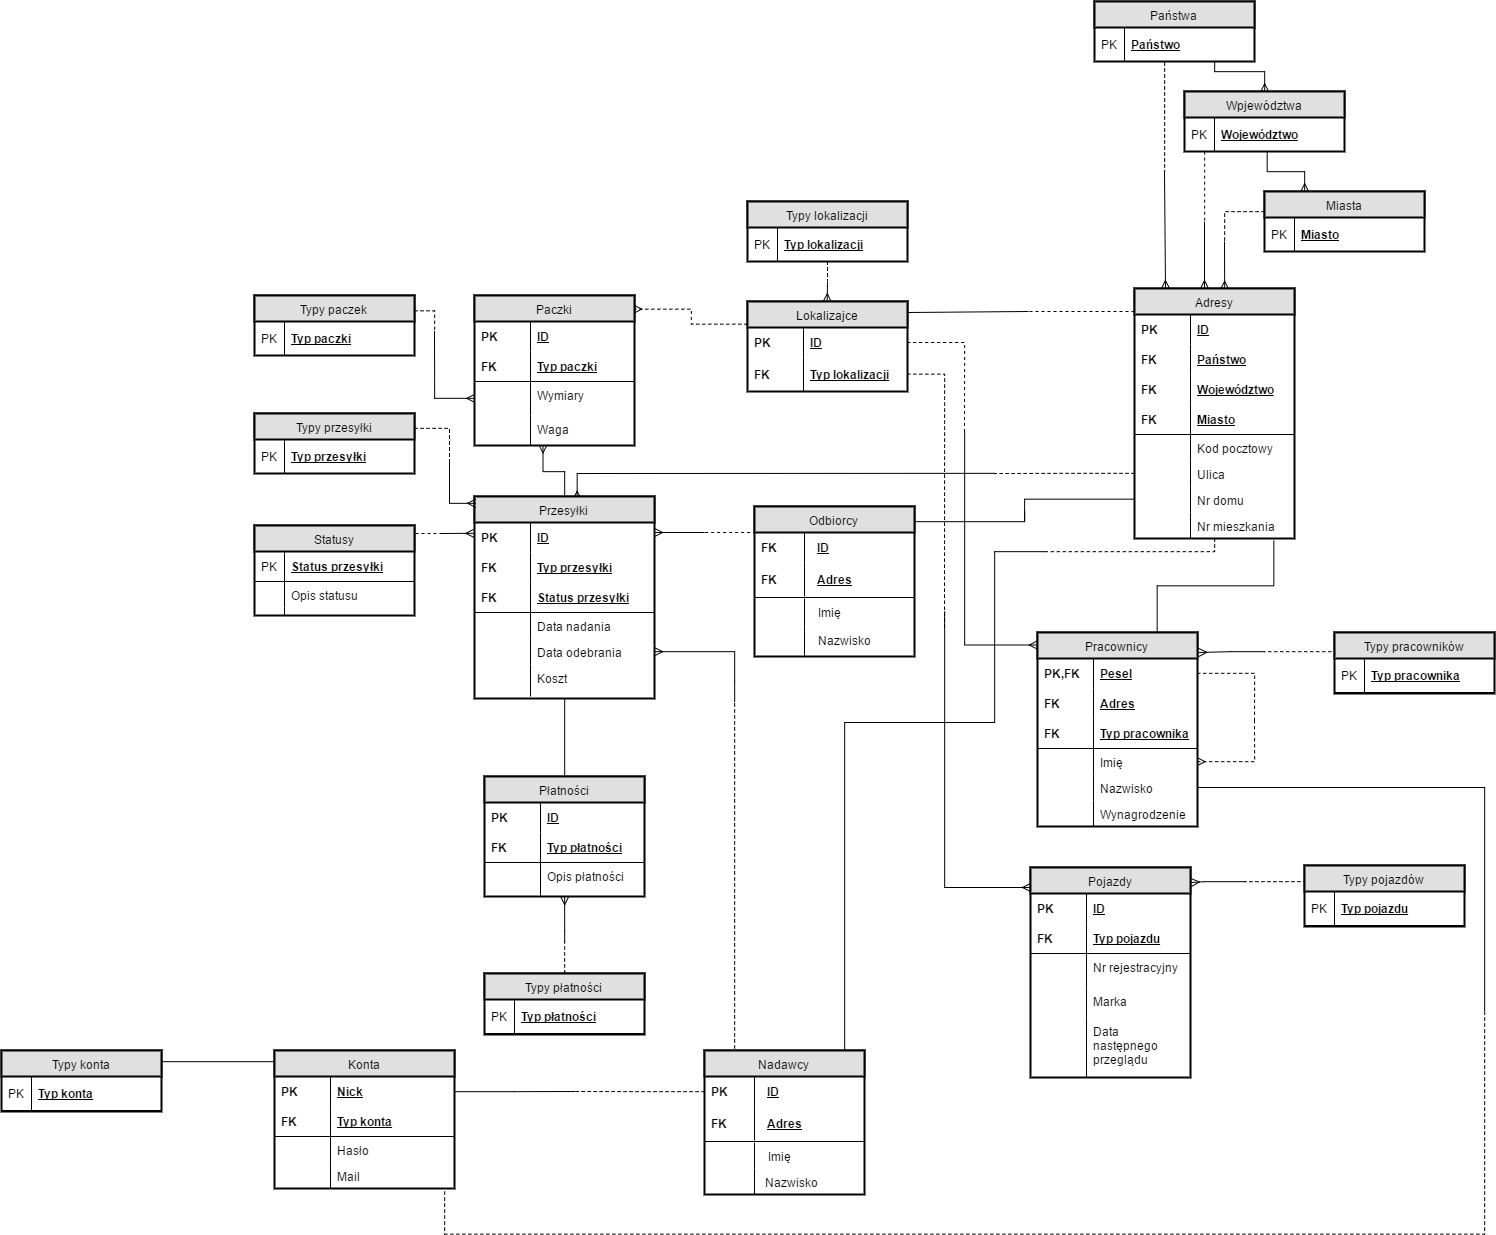 Państwa
PK Państwo
Wpjewództwa
PK Województwo
Miasta
PK Miasto
Typy lokalizacji
PK Typ lokalizacji
Lokalizajce
PK ID
FK Typ lokalizacji
Adresy
PK ID
FK Państwo
FK Województwo
FK Miasto
Kod pocztowy
Ulica
Nr domu
Nr mieszkania
Typy paczek
PK Typ paczki
Paczki
PK ID
FK Typ paczki
Wymiary
Waga
Typy przesyłki
PK Typ przesyłki
Statusy
PK Status przesyłki
Opis statusu
Przesyłki
PK ID
FK Typ przesyłki
FK Status przesyłki
Data nadania
Data odebrania
Koszt
Odbiorcy
FK ID
FK Adres
Imię
Nazwisko
Pracownicy
PK,FK Pesel
FK Adres
FK Typ pracownika
Imię
Nazwisko
Wynagrodzenie
Typy pracowników
PK Typ pracownika
Płatności
PK ID
FK Typ płatności
Opis płatności
Typy płatności
PK Typ płatności
Pojazdy
PK ID
FK Typ pojazdu
Nr rejestracyjny
Marka
Data
następnego
przeglądu
Typy pojazdów
PK Typ pojazdu
Typy konta
PK Typ konta
Konta
PK Nick
FK Typ konta
Hasło
Mail
Nadawcy
PK ID
FK Adres
Imię
Nazwisko